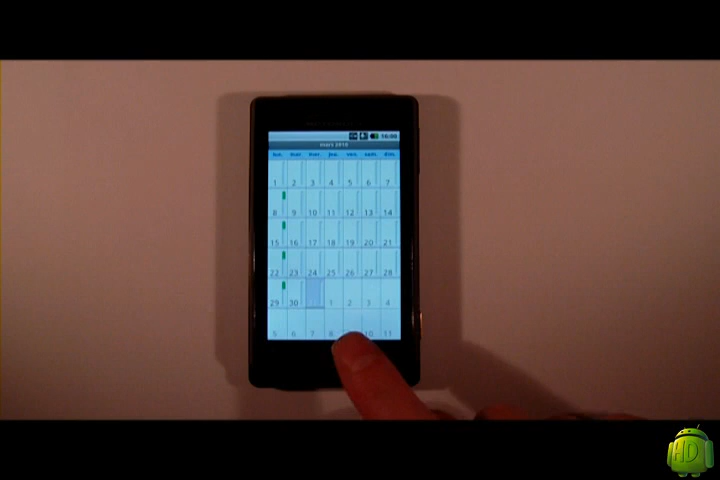 16:06
mars 2010
lun. mar. mer. jeu. ven. sam. dim.
1 2 3 4 5 6 7
8 9 10 11 12 13 14
15 16 17 18 19 20 21
22 23 24 25 26 27 28
29 30 1 2 3 4
5 6 7 8 10 11
HD